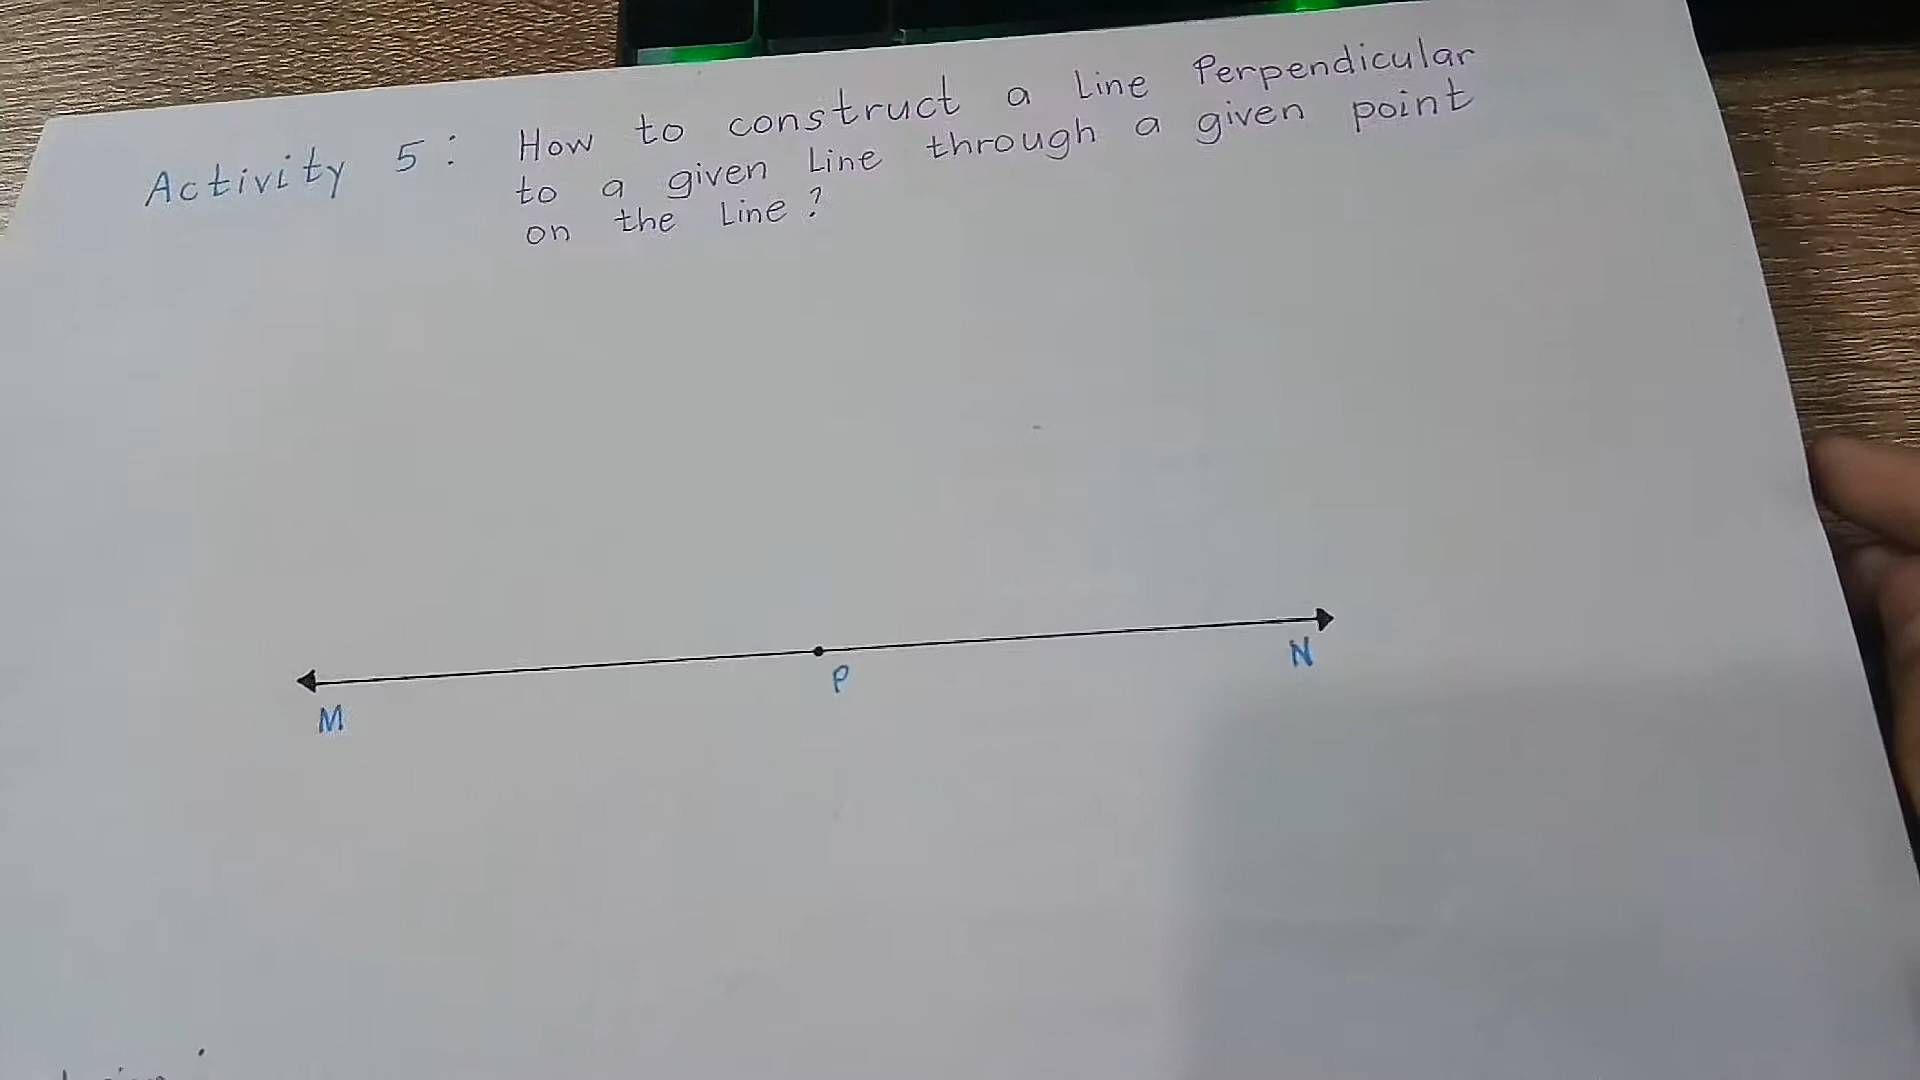 Activity 5: How to construct a Line Perpendicular
to a given Line through a given point
on the Line?
M
P
N